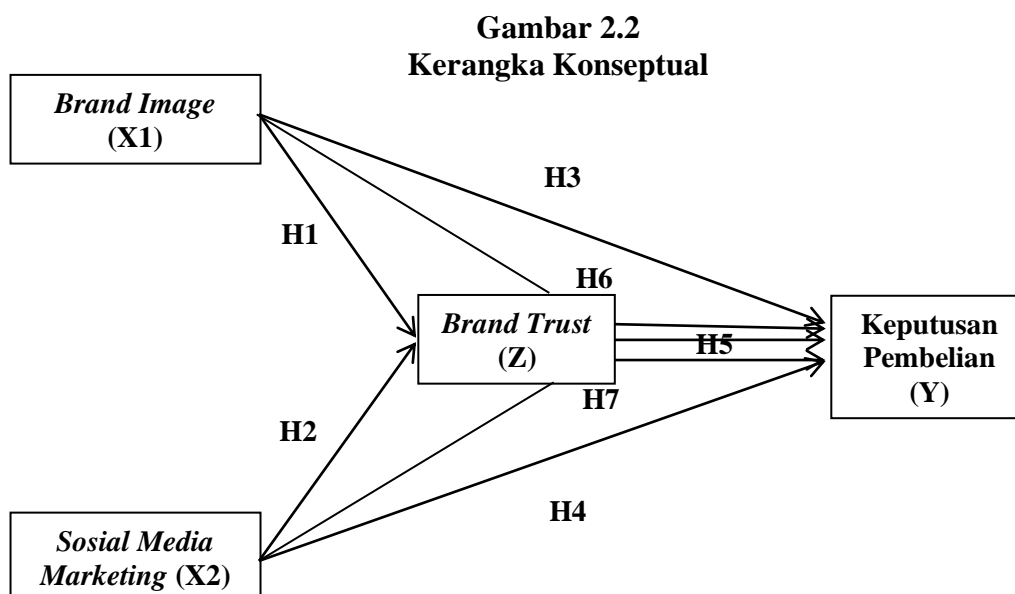 Gambar 2.2
Kerangka Konseptual
Brand Image
(X1)
H3
H1
H6
Brand Trust
(Z)
H5
Keputusan
Pembelian
(Y)
H7
H2
H4
Sosial Media
Marketing (X2)